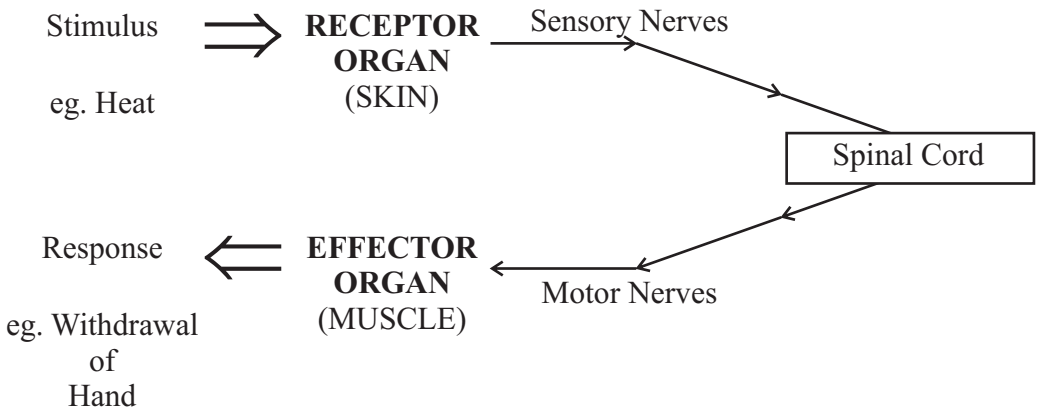 Stimulus
eg. Heat
RECEPTOR
ORGAN
(SKIN)
Sensory Nerves
Spinal Cord
Motor Nerves
EFFECTOR
ORGAN
(MUSCLE)
Response
eg. Withdrawal
of
Hand